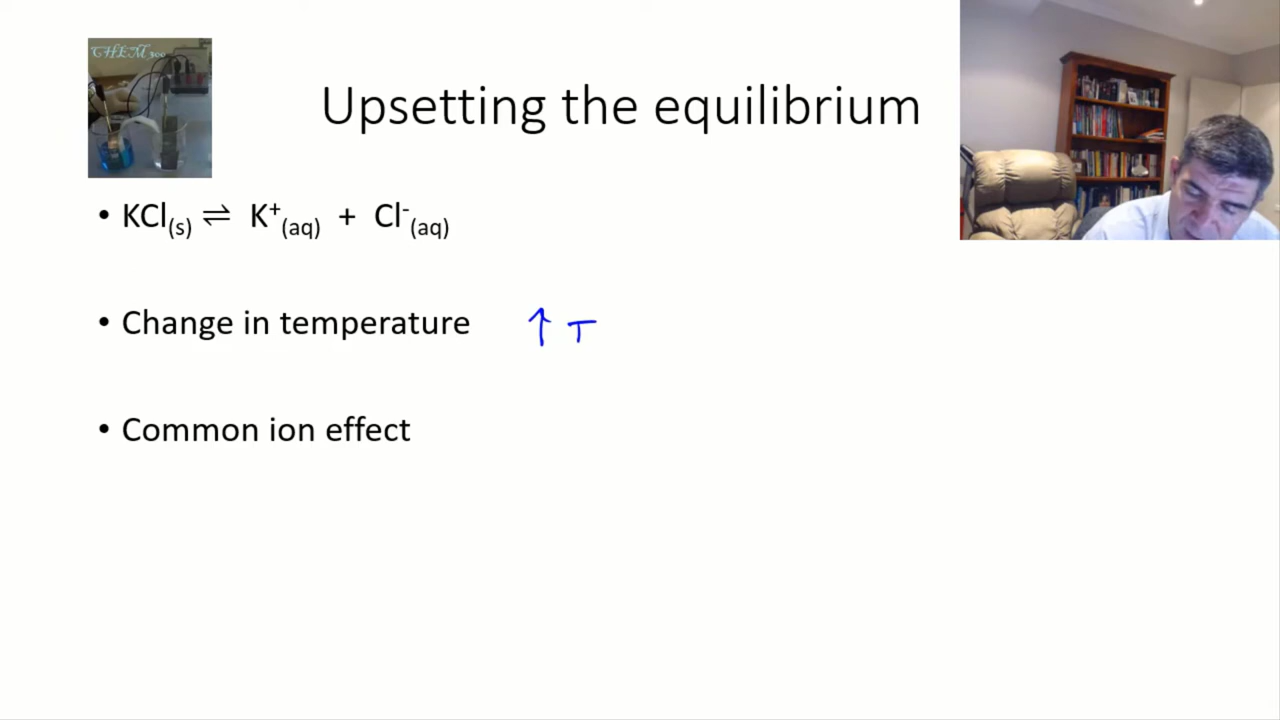 CHEM 300
Upsetting the equilibrium
• KCl(s) ⇌ K⁺(aq) + Cl⁻(aq)
• Change in temperature ↑ T
• Common ion effect